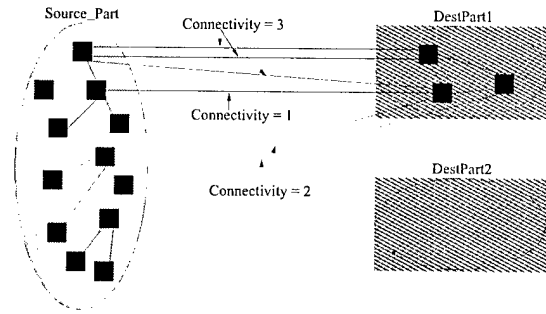 Source_Part
Connectivity = 3
DestPart1
Connectivity = 1
DestPart2
Connectivity = 2